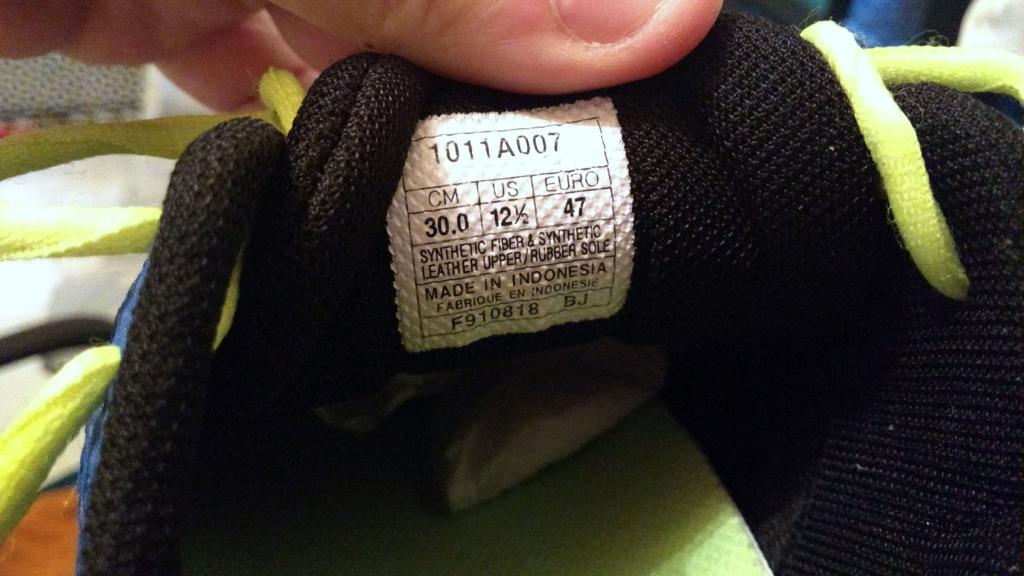 1011A007
CM US EURO
30.0 12½ 47
SYNTHETIC FIBER & SYNTHETIC
LEATHER UPPER/RUBBER SOLE
MADE IN INDONESIA
FABRIQUE EN INDONESIE
F910818 BJ